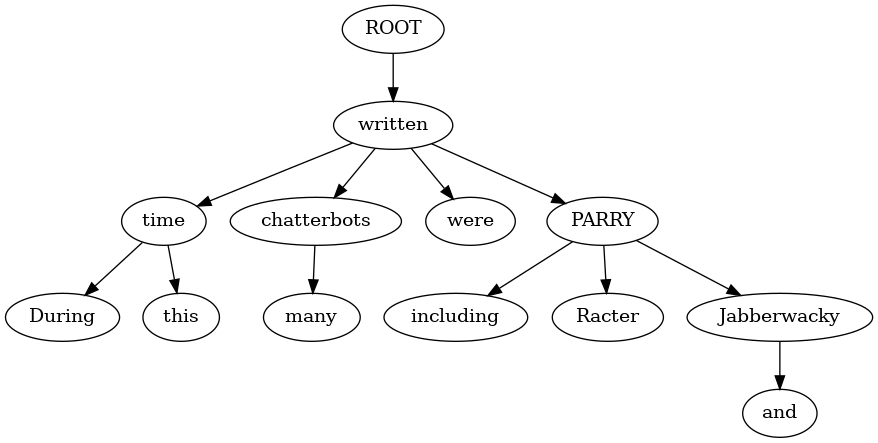 ROOT
written
time chatterbots were PARRY
During this many including Racter Jabberwacky
and